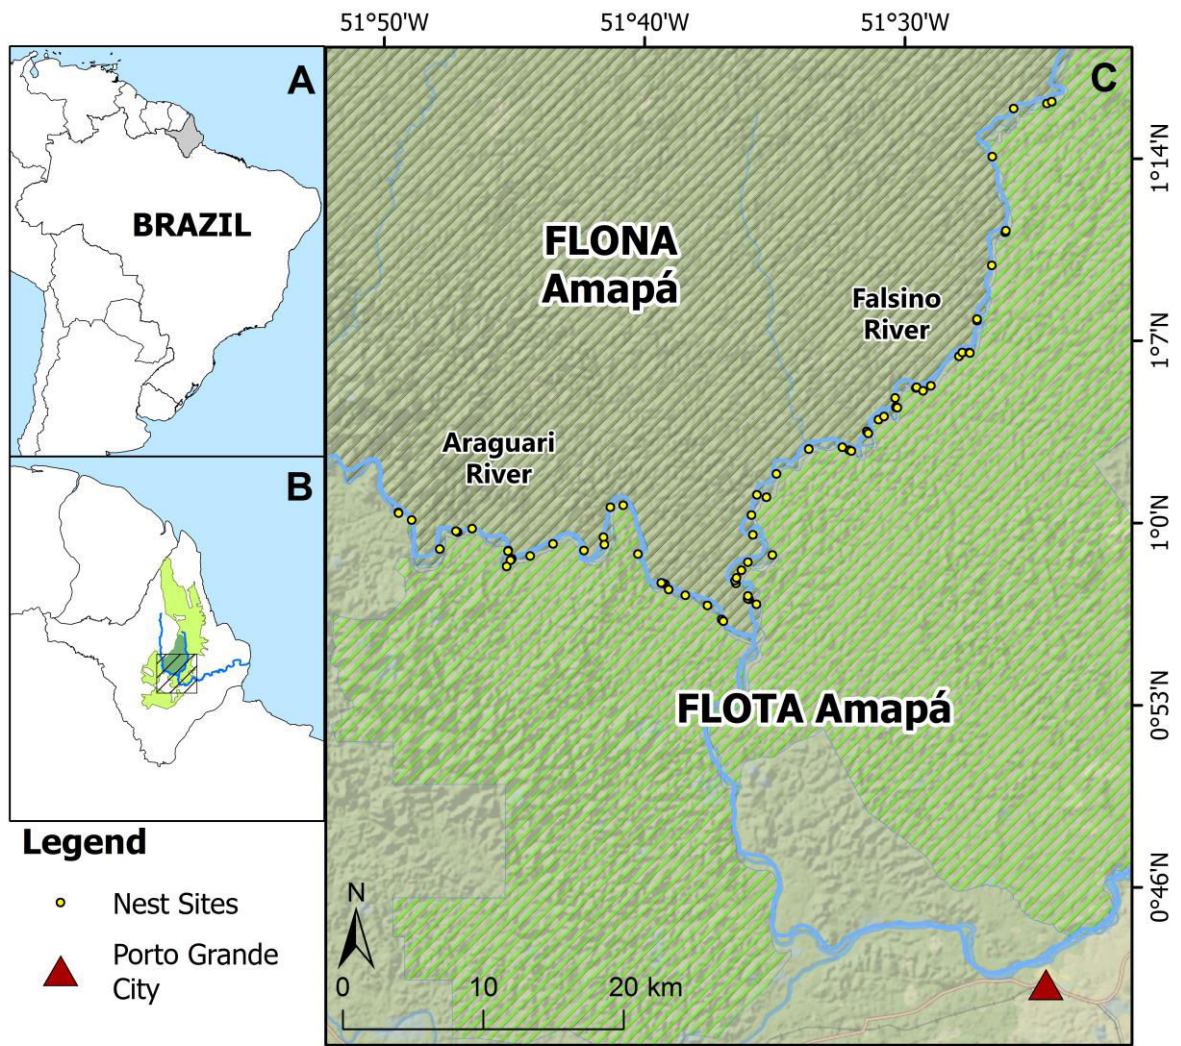 51°50'W
51°40'W
51°30'W
A
BRAZIL
B
C
FLONA
Amapá
Falsino
River
Araguari
River
FLOTA Amapá
1°14'N
1°7'N
1°0'N
0°53'N
0°46'N
N
0 10 20 km
Legend
Nest Sites
Porto Grande
City